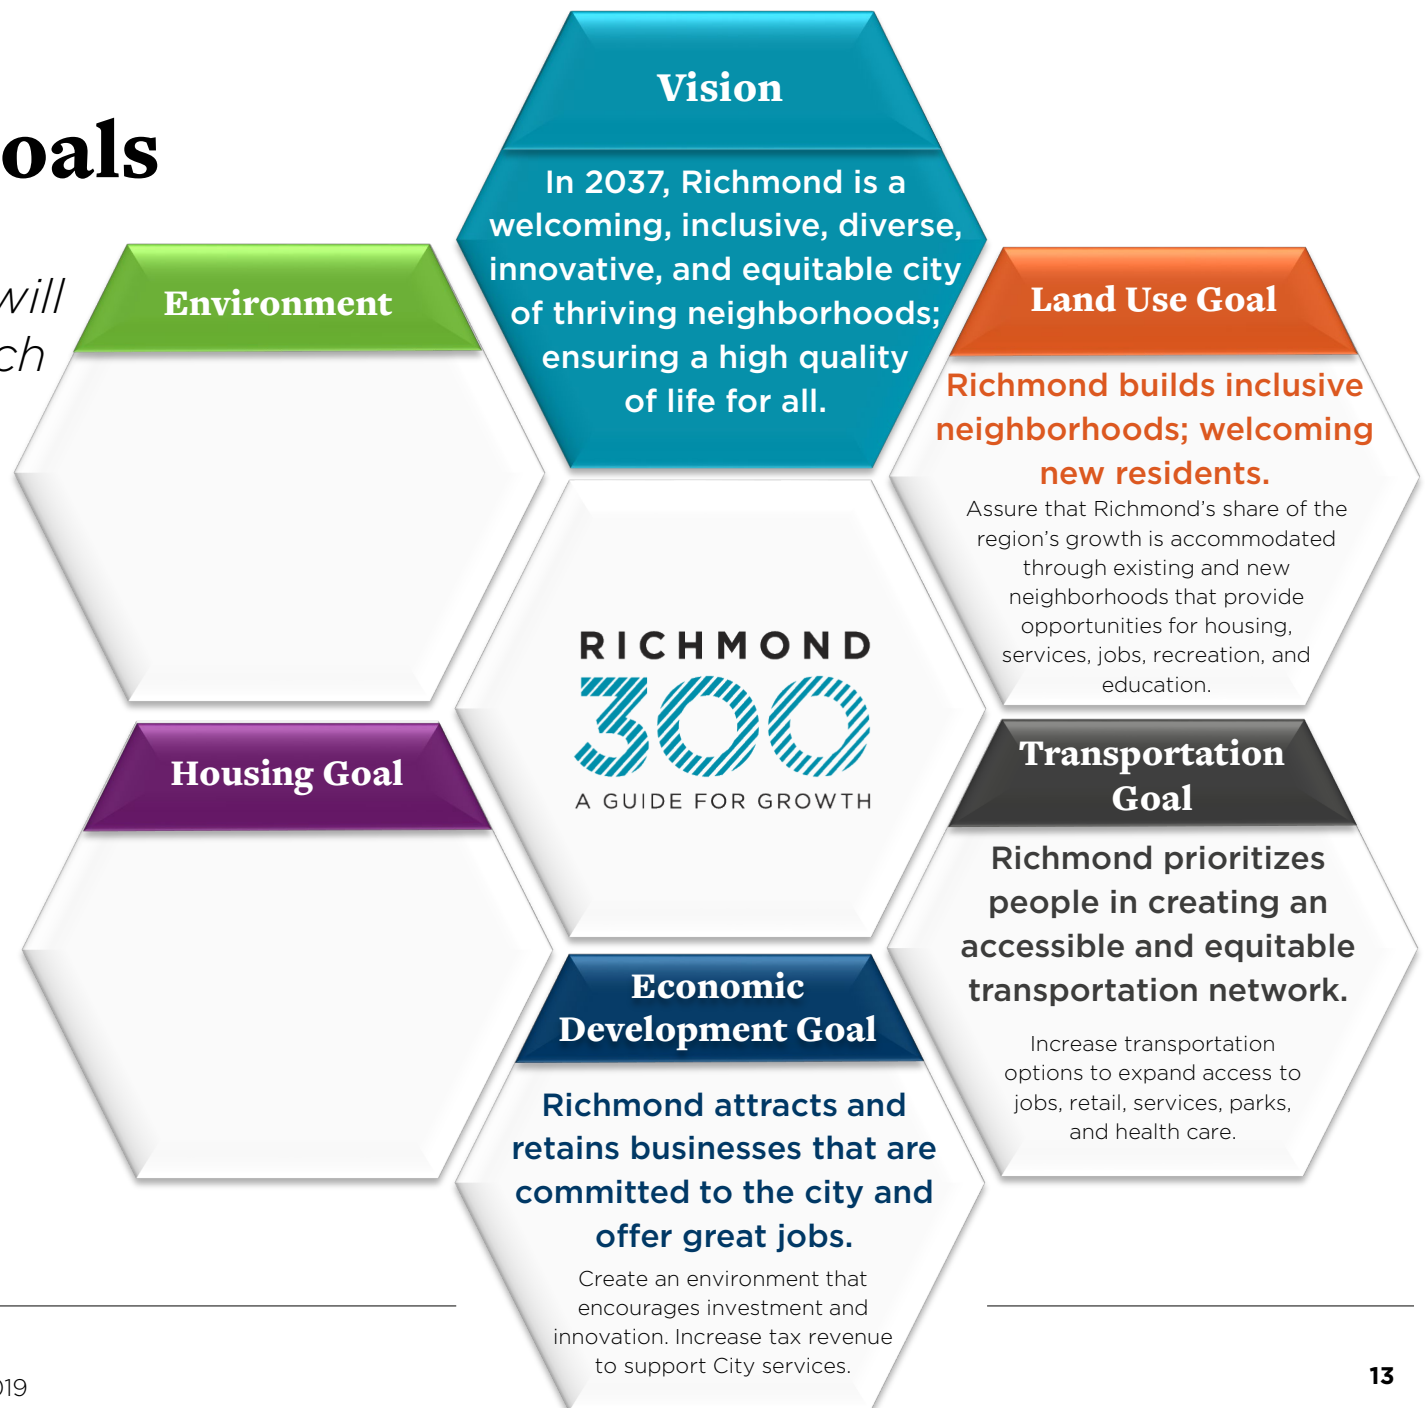 oals
will
ch
Vision
In 2037, Richmond is a
welcoming, inclusive, diverse,
innovative, and equitable city
of thriving neighborhoods;
ensuring a high quality
of life for all.
Environment
Land Use Goal
Richmond builds inclusive
neighborhoods; welcoming
new residents.
Assure that Richmond’s share of the
region’s growth is accommodated
through existing and new
neighborhoods that provide
opportunities for housing,
services, jobs, recreation, and
education.
RICHMOND
300
A GUIDE FOR GROWTH
Housing Goal
Transportation
Goal
Richmond prioritizes
people in creating an
accessible and equitable
transportation network.
Increase transportation
options to expand access to
jobs, retail, services, parks,
and health care.
Economic
Development Goal
Richmond attracts and
retains businesses that are
committed to the city and
offer great jobs.
Create an environment that
encourages investment and
innovation. Increase tax revenue
to support City services.
019
13